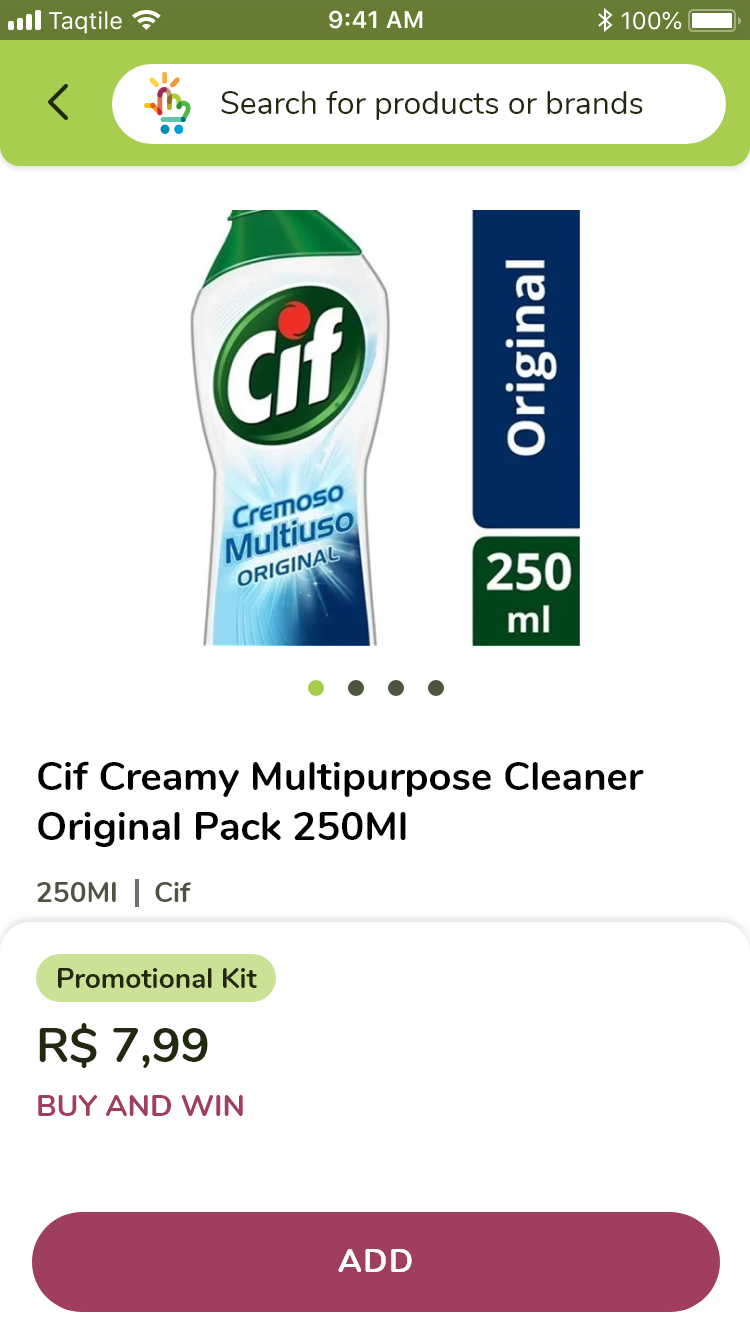 Taqtile 9:41 AM 100%
Search for products or brands
Cif
Cremoso
Multiuso
ORIGINAL
Original
250
ml
Cif Creamy Multipurpose Cleaner
Original Pack 250Ml
250Ml | Cif
Promotional Kit
R$ 7,99
BUY AND WIN
ADD